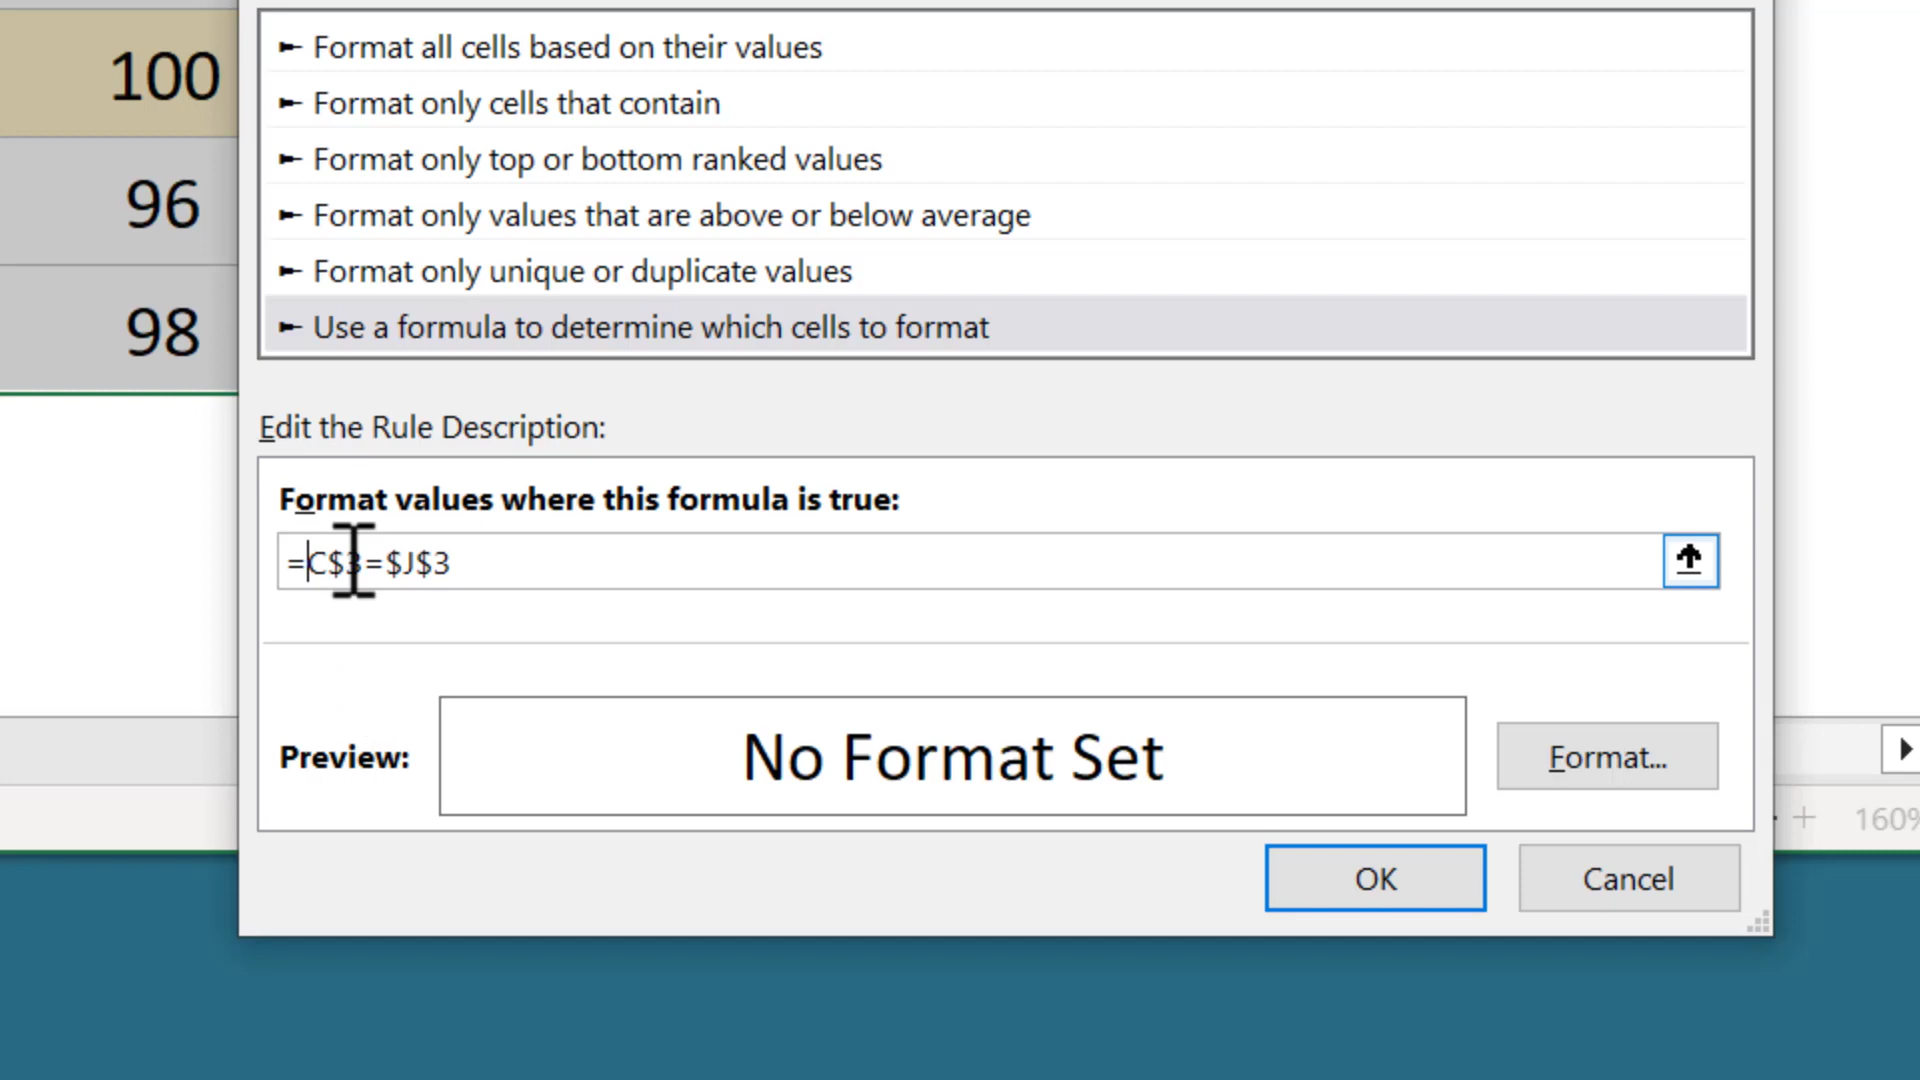 100
96
98
Format all cells based on their values
Format only cells that contain
Format only top or bottom ranked values
Format only values that are above or below average
Format only unique or duplicate values
Use a formula to determine which cells to format
Edit the Rule Description:
Format values where this formula is true:
=C$3=$J$3
Preview:
No Format Set
Format...
160%
OK
Cancel